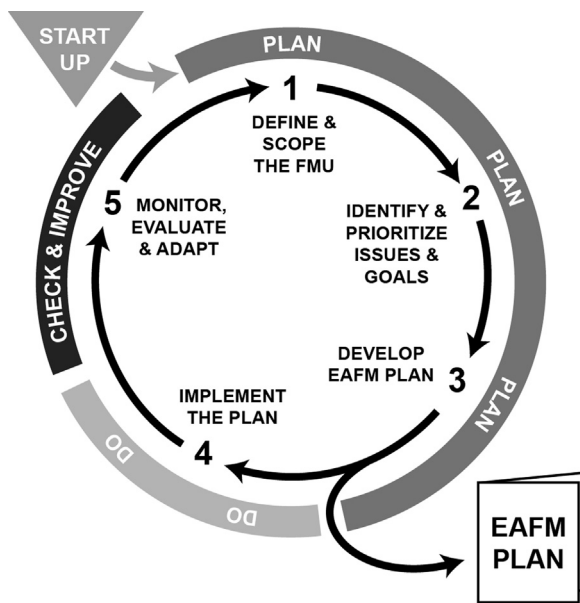 START
UP
PLAN
1
DEFINE &
SCOPE
THE FMU
PLAN
2
IDENTIFY &
PRIORITIZE
ISSUES &
GOALS
3
DEVELOP
EAFM PLAN
PLAN
EAFM
PLAN
4
IMPLEMENT
THE PLAN
DO
DO
5
MONITOR,
EVALUATE
& ADAPT
CHECK & IMPROVE